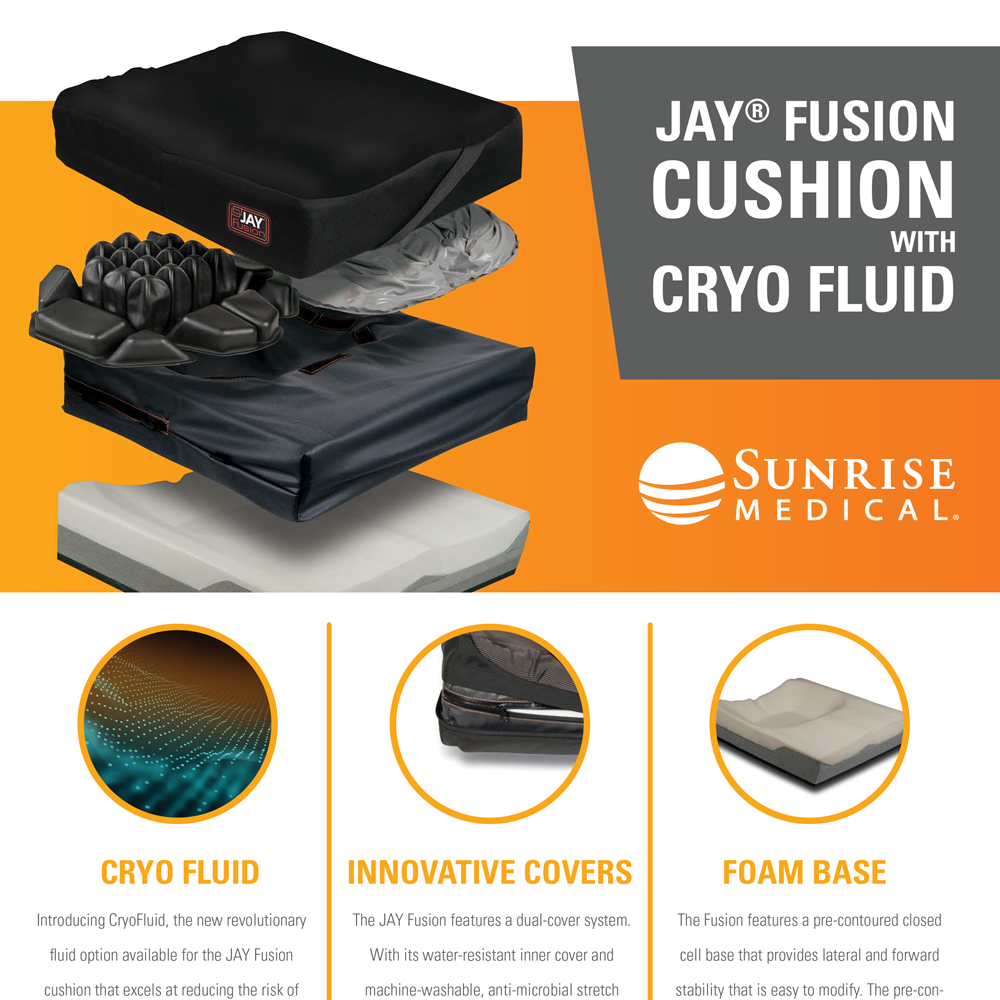 JAY® FUSION
CUSHION
WITH
CRYO FLUID
JAY
FUSION
SUNRISE
MEDICAL®
CRYO FLUID
Introducing CryoFluid, the new revolutionary
fluid option available for the JAY Fusion
cushion that excels at reducing the risk of
INNOVATIVE COVERS
The JAY Fusion features a dual-cover system.
With its water-resistant inner cover and
machine-washable, anti-microbial stretch
FOAM BASE
The Fusion features a pre-contoured closed
cell base that provides lateral and forward
stability that is easy to modify. The pre-con-